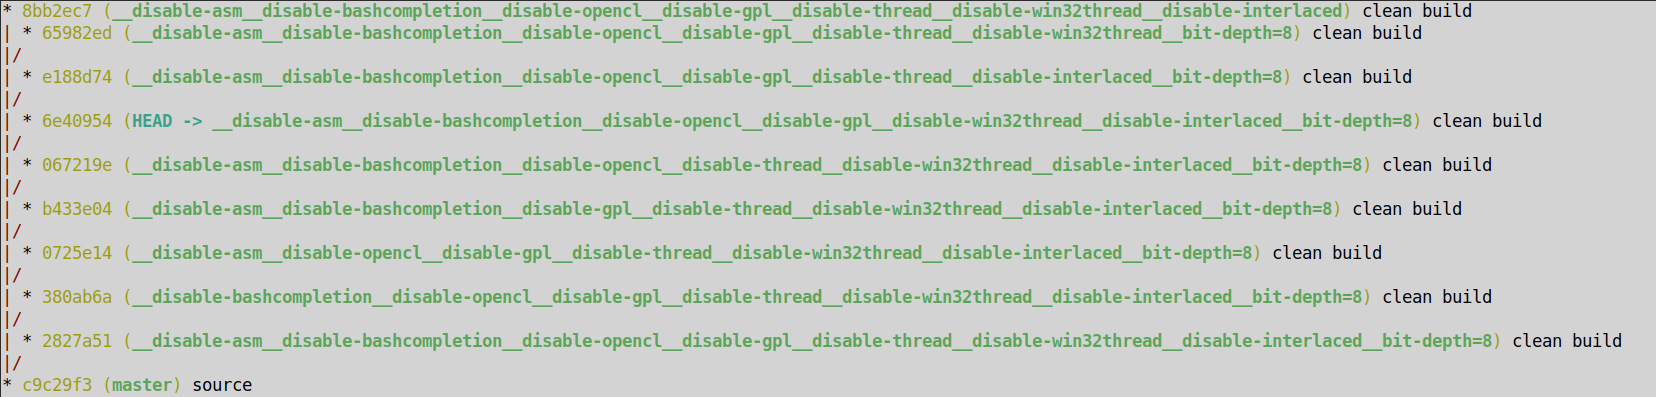 * 8bb2ec7 (__disable-asm__disable-bashcompletion__disable-opencl__disable-gpl__disable-thread__disable-win32thread__disable-interlaced) clean build
| * 65982ed (__disable-asm__disable-bashcompletion__disable-opencl__disable-gpl__disable-thread__disable-win32thread__bit-depth=8) clean build
|/
| * e188d74 (__disable-asm__disable-bashcompletion__disable-opencl__disable-gpl__disable-thread__disable-interlaced__bit-depth=8) clean build
|/
| * 6e40954 (HEAD -> __disable-asm__disable-bashcompletion__disable-opencl__disable-gpl__disable-win32thread__disable-interlaced__bit-depth=8) clean build
|/
| * 067219e (__disable-asm__disable-bashcompletion__disable-opencl__disable-thread__disable-win32thread__disable-interlaced__bit-depth=8) clean build
|/
| * b433e04 (__disable-asm__disable-bashcompletion__disable-gpl__disable-thread__disable-win32thread__disable-interlaced__bit-depth=8) clean build
|/
| * 0725e14 (__disable-asm__disable-opencl__disable-gpl__disable-thread__disable-win32thread__disable-interlaced__bit-depth=8) clean build
|/
| * 380ab6a (__disable-bashcompletion__disable-opencl__disable-gpl__disable-thread__disable-win32thread__disable-interlaced__bit-depth=8) clean build
|/
| * 2827a51 (__disable-asm__disable-bashcompletion__disable-opencl__disable-gpl__disable-thread__disable-win32thread__disable-interlaced__bit-depth=8) clean build
|/
* c9c29f3 (master) source